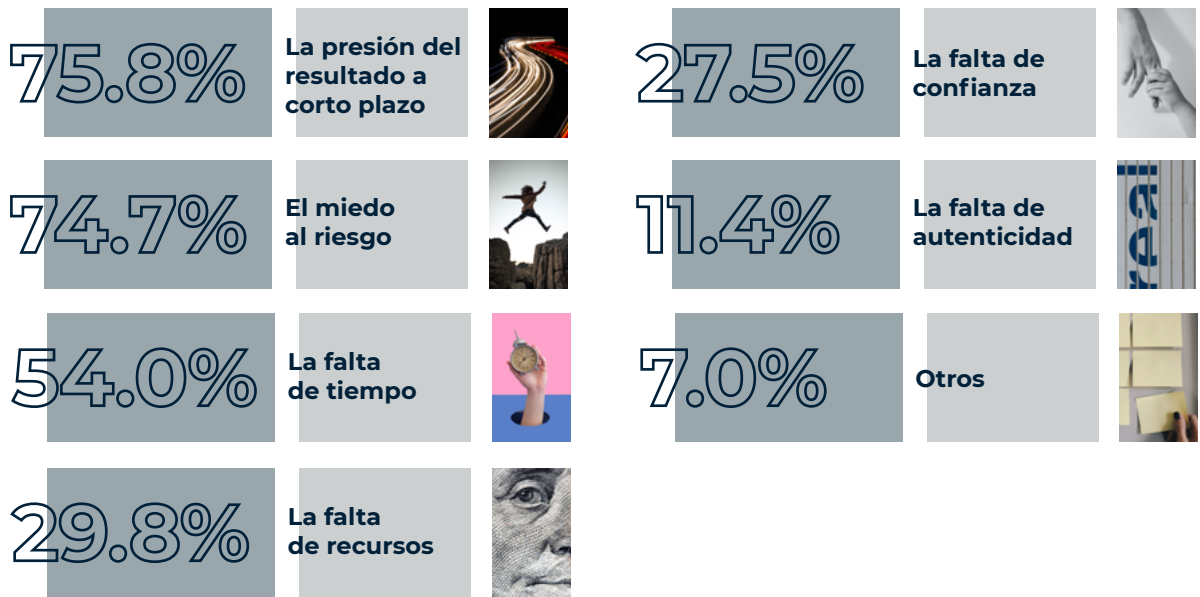 75.8%
La presión del
resultado a
corto plazo
74.7%
El miedo
al riesgo
54.0%
La falta
de tiempo
29.8%
La falta
de recursos
27.5%
La falta de
confianza
11.4%
La falta de
autenticidad
real
7.0%
Otros